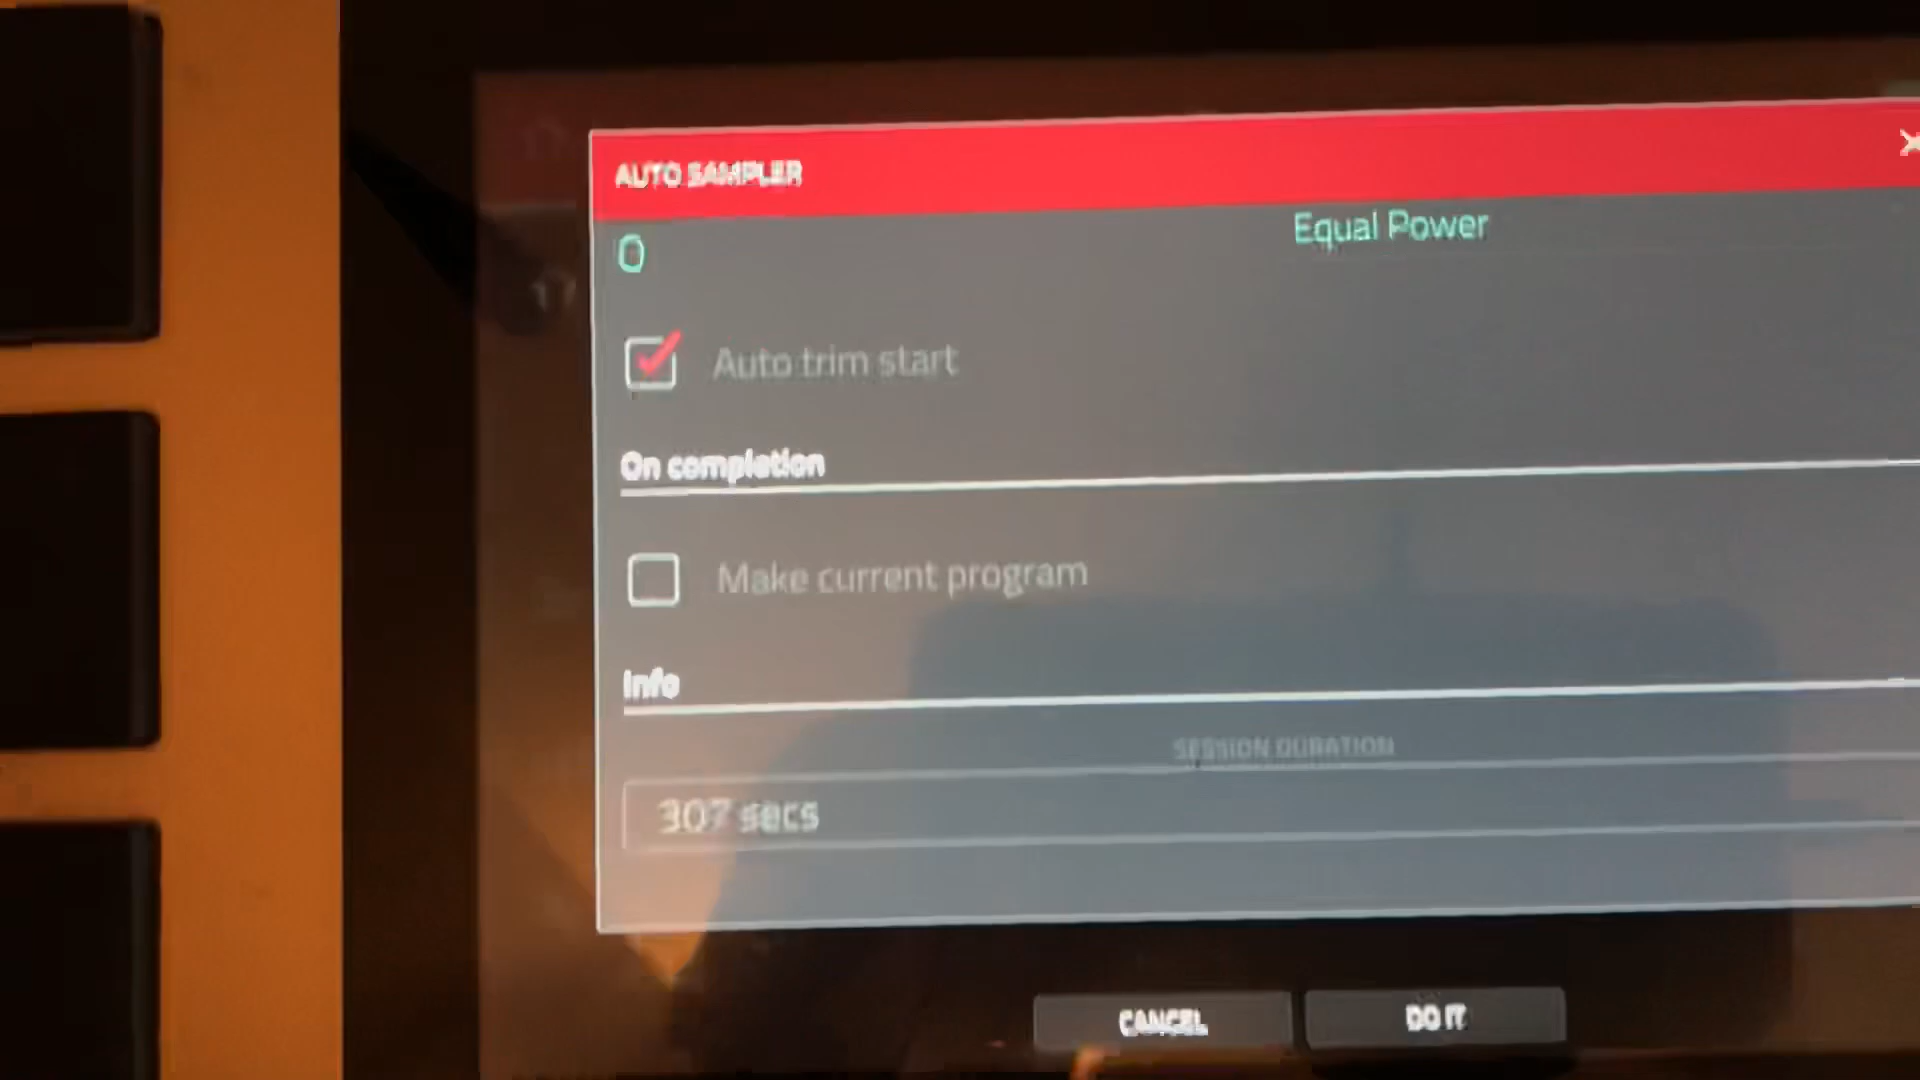 AUTO SAMPLER
0 Equal Power
Auto trim start
On completion
Make current program
Info
SESSION DURATION
307 secs
CANCEL DO IT